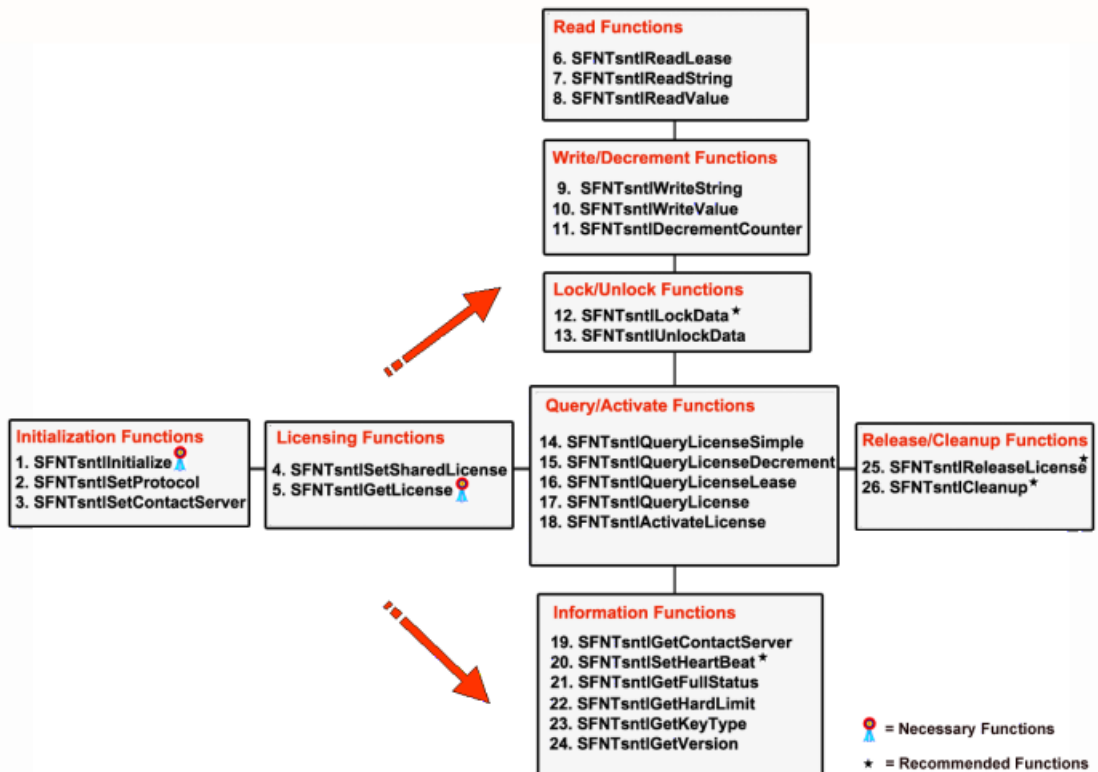 Read Functions
6. SFNTsntlReadLease
7. SFNTsntlReadString
8. SFNTsntlReadValue
Write/Decrement Functions
9. SFNTsntlWriteString
10. SFNTsntlWriteValue
11. SFNTsntlDecrementCounter
Lock/Unlock Functions
12. SFNTsntlLockData★
13. SFNTsntlUnlockData
Initialization Functions
1. SFNTsntlInitialize
2. SFNTsntlSetProtocol
3. SFNTsntlSetContactServer
Licensing Functions
4. SFNTsntlSetSharedLicense
5. SFNTsntlGetLicense
Query/Activate Functions
14. SFNTsntlQueryLicenseSimple
15. SFNTsntlQueryLicenseDecrement
16. SFNTsntlQueryLicenseLease
17. SFNTsntlQueryLicense
18. SFNTsntlActivateLicense
Release/Cleanup Functions
25. SFNTsntlReleaseLicense★
26. SFNTsntlCleanup★
Information Functions
19. SFNTsntlGetContactServer
20. SFNTsntlSetHeartBeat★
21. SFNTsntlGetFullStatus
22. SFNTsntlGetHardLimit
23. SFNTsntlGetKeyType
24. SFNTsntlGetVersion
= Necessary Functions
★ = Recommended Functions